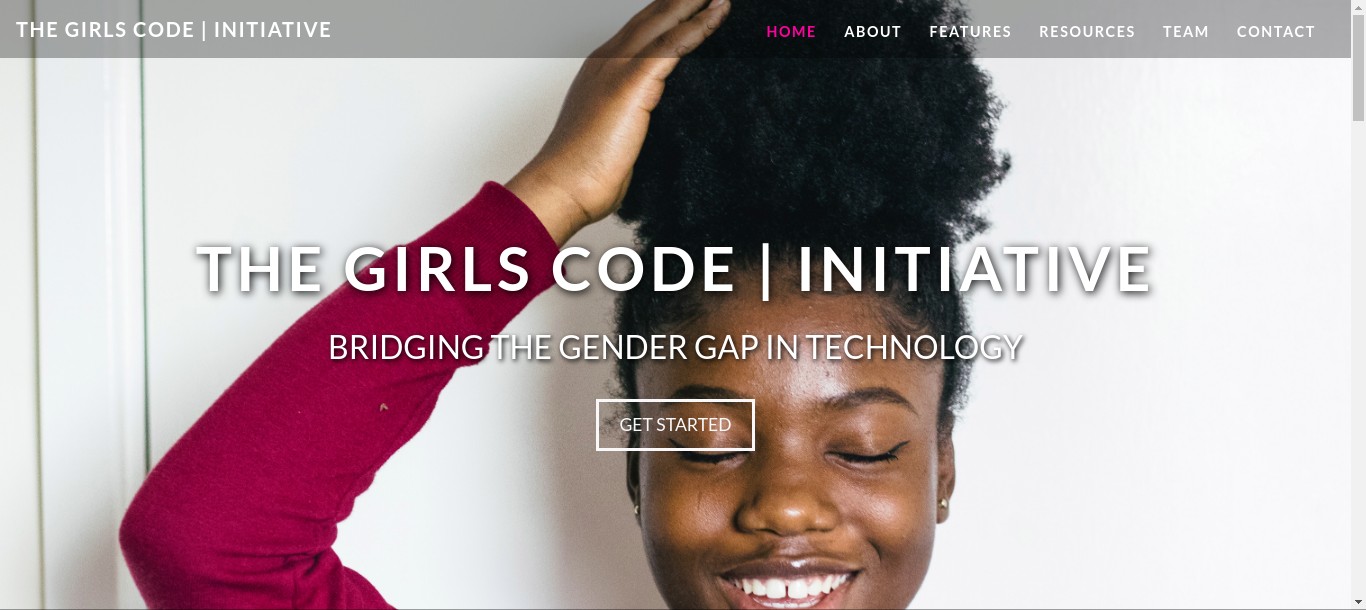 THE GIRLS CODE | INITIATIVE
HOME ABOUT FEATURES RESOURCES TEAM CONTACT
THE GIRLS CODE | INITIATIVE
BRIDGING THE GENDER GAP IN TECHNOLOGY
GET STARTED